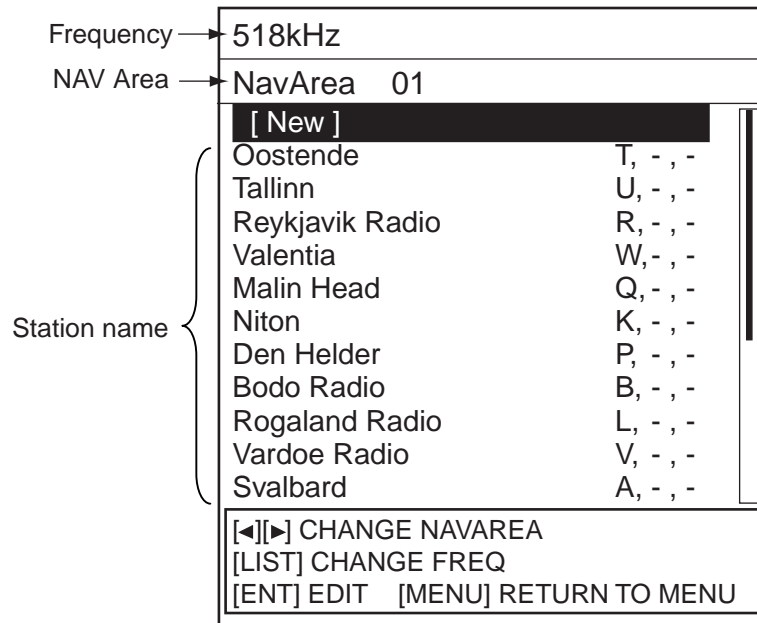 Frequency 518kHz
NAV Area NavArea 01
[ New ]
Oostende T, - , -
Tallinn U, - , -
Reykjavik Radio R, - , -
Valentia W, - , -
Malin Head Q, - , -
Station name
Niton K, - , -
Den Helder P, - , -
Bodo Radio B, - , -
Rogaland Radio L, - , -
Vardoe Radio V, - , -
Svalbard A, - , -
[◄][►] CHANGE NAVAREA
[LIST] CHANGE FREQ
[ENT] EDIT [MENU] RETURN TO MENU